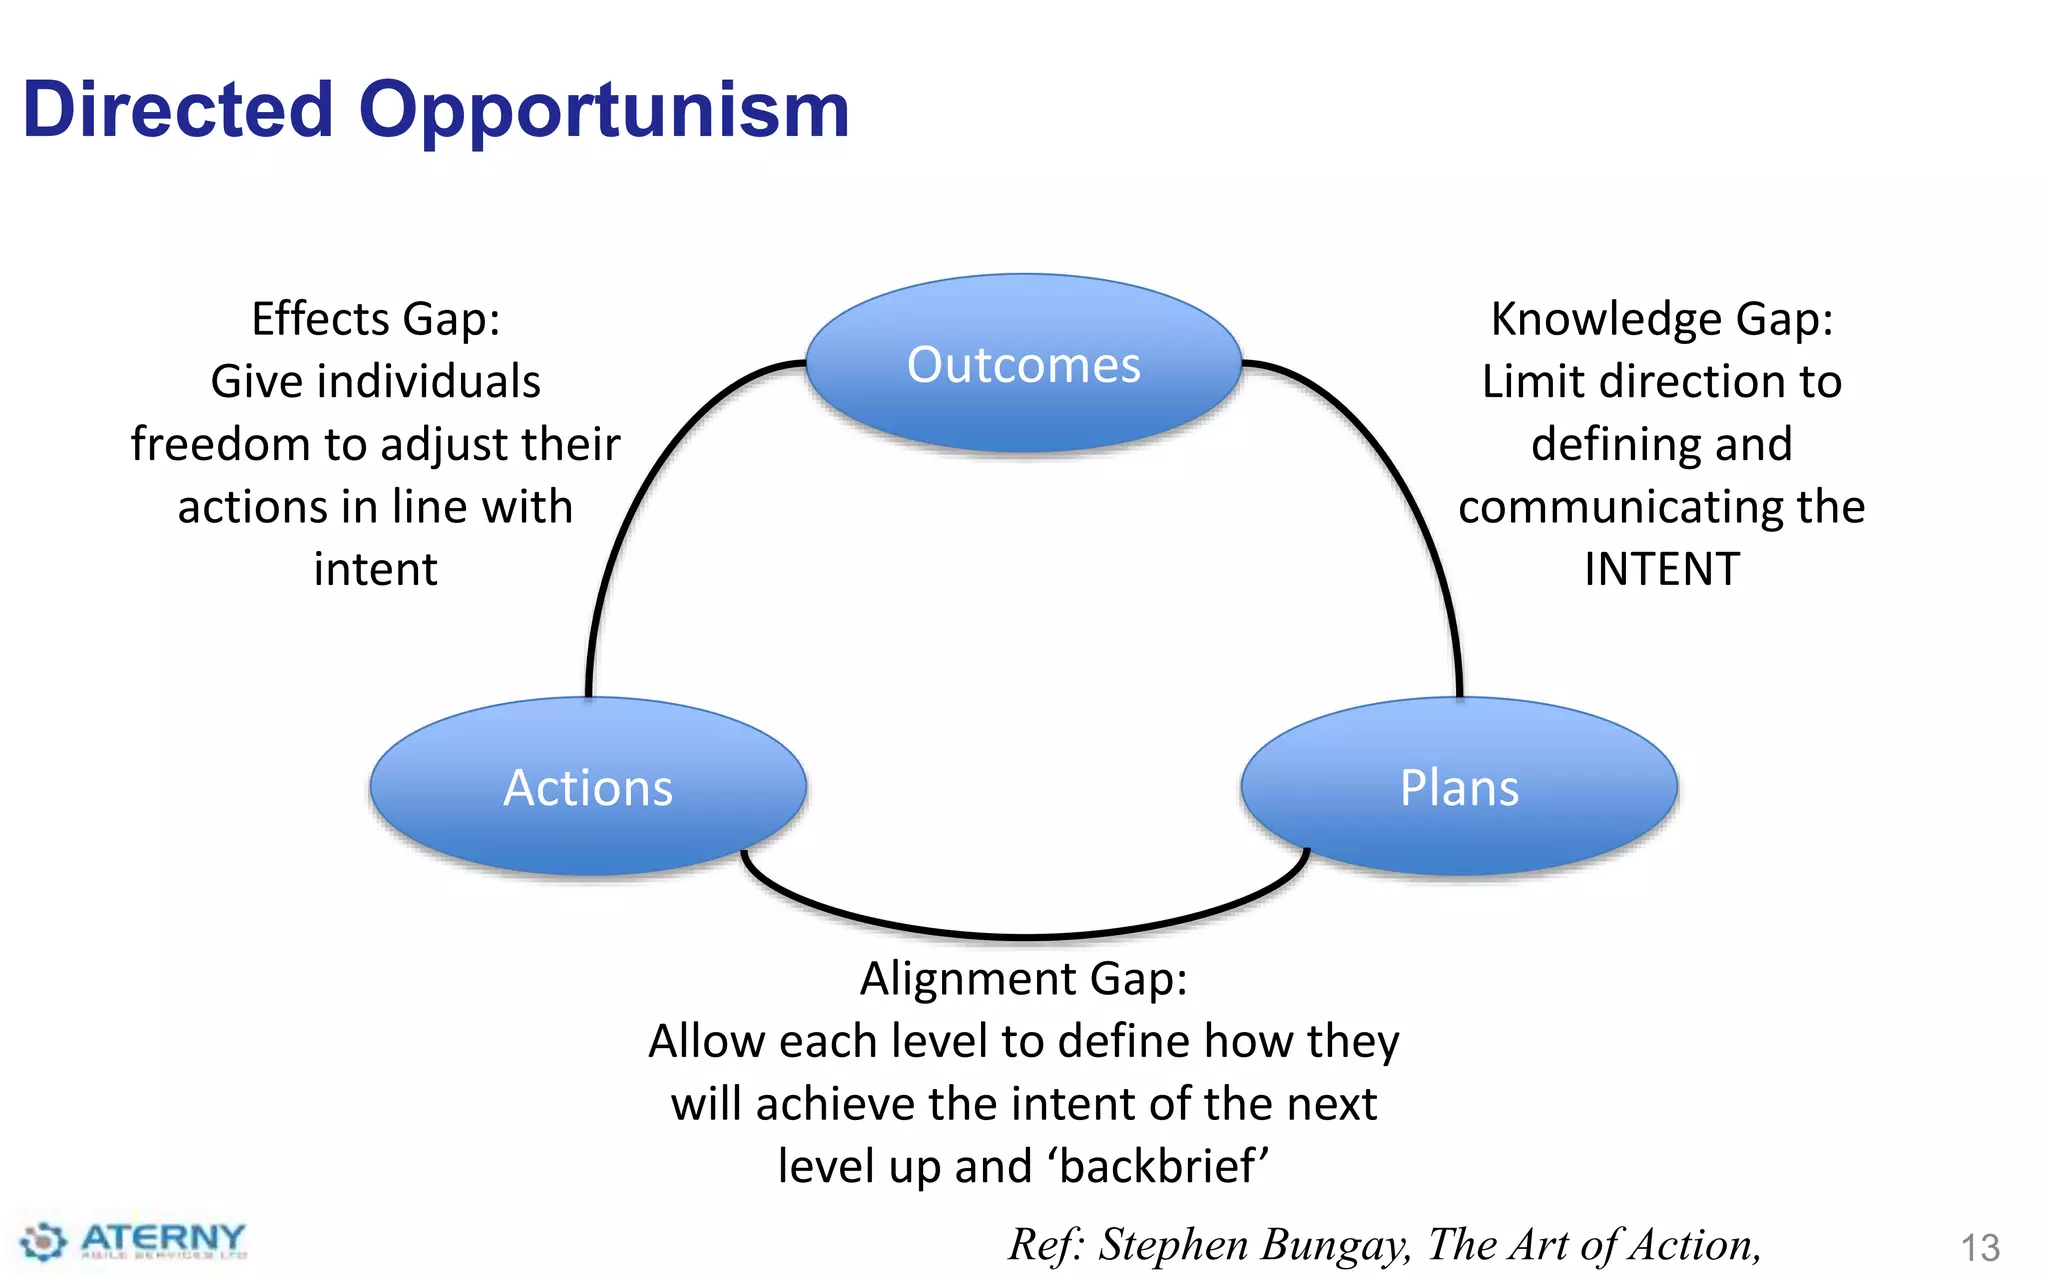 Directed Opportunism
Effects Gap:
Give individuals
freedom to adjust their
actions in line with
intent
Outcomes
Knowledge Gap:
Limit direction to
defining and
communicating the
INTENT
Actions
Plans
Alignment Gap:
Allow each level to define how they
will achieve the intent of the next
level up and ‘backbrief’
ATERNY
AGILE SERVICES LTD
Ref: Stephen Bungay, The Art of Action,
13